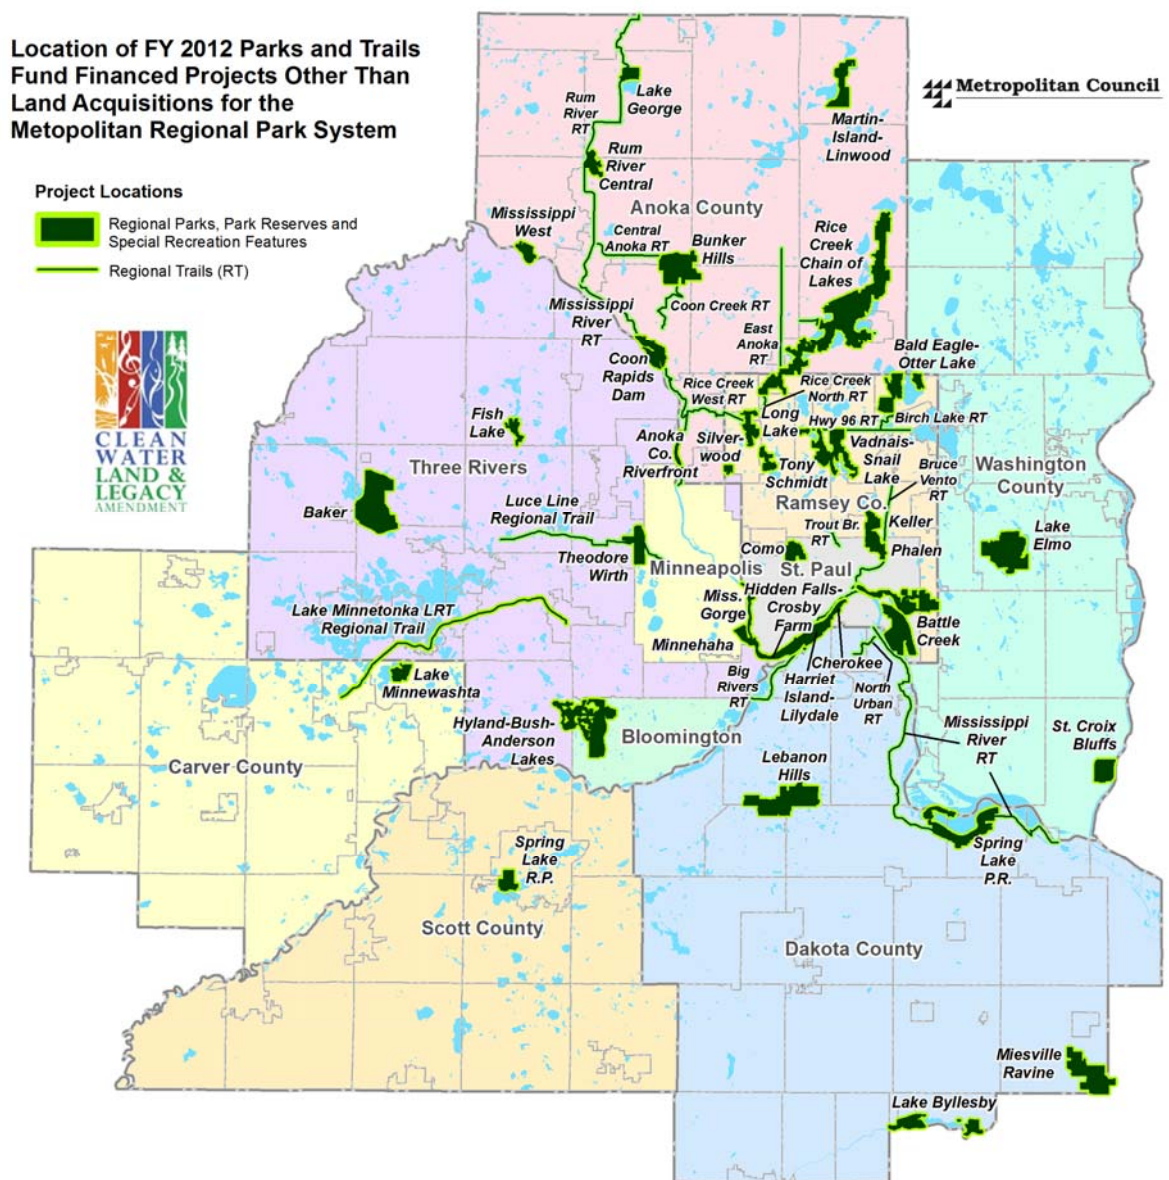 Location of FY 2012 Parks and Trails
Fund Financed Projects Other Than
Land Acquisitions for the
Metopolitan Regional Park System
Metropolitan Council
Project Locations
Regional Parks, Park Reserves and
Special Recreation Features
Regional Trails (RT)
CLEAN
WATER
LAND &
LEGACY
AMENDMENT
Lake
George
Rum
River
RT
Martin-
Island-
Linwood
Rum
River
Central
Anoka County
Mississippi
West
Central
Anoka RT
Bunker
Hills
Rice
Creek
Chain of
Lakes
Mississippi
River
RT
Coon Creek RT
East
Anoka
RT
Coon
Rapids
Dam
Bald Eagle-
Otter Lake
Rice Creek
West RT
Rice Creek
North RT
Fish
Lake
Long
Lake
Hwy 96 RT
Birch Lake RT
Anoka
Co.
Riverfront
Silver-
wood
Tony
Schmidt
Vadnais-
Snail
Lake
Bruce
Vento
RT
Washington
County
Three Rivers
Baker
Luce Line
Regional Trail
Ramsey Co.
Trout Br.
RT
Keller
Lake
Elmo
Theodore
Wirth
Minneapolis
Como
St. Paul
Phalen
Hidden Falls-
Crosby
Farm
Miss.
Gorge
Lake Minnetonka LRT
Regional Trail
Minnehaha
Battle
Creek
Cherokee
Lake
Minnewashta
Big
Rivers
RT
Harriet
Island-
Lilydale
North
Urban
RT
Hyland-Bush-
Anderson
Lakes
Bloomington
Mississippi
River
RT
St. Croix
Bluffs
Carver County
Lebanon
Hills
Spring
Lake
R.P.
Spring
Lake
P.R.
Scott County
Dakota County
Miesville
Ravine
Lake Byllesby